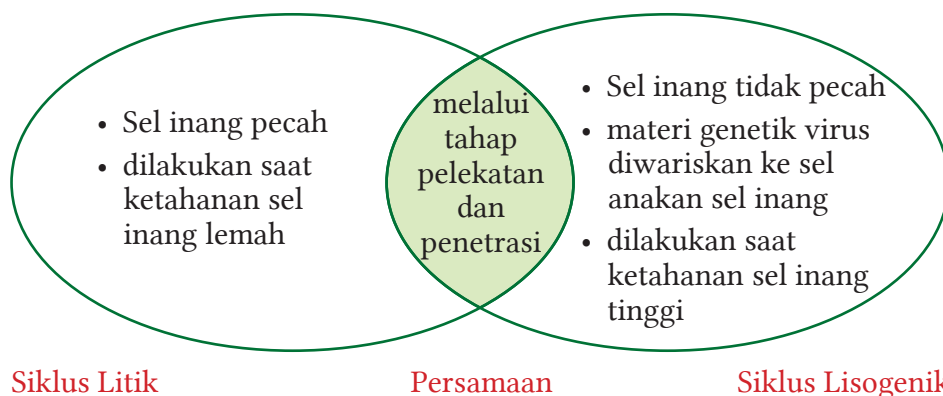 • Sel inang pecah
• dilakukan saat
ketahanan sel
inang lemah
melalui
tahap
pelekatan
dan
penetrasi
• Sel inang tidak pecah
• materi genetik virus
diwariskan ke sel
anakan sel inang
• dilakukan saat
ketahanan sel inang
tinggi
Siklus Litik
Persamaan
Siklus Lisogenik